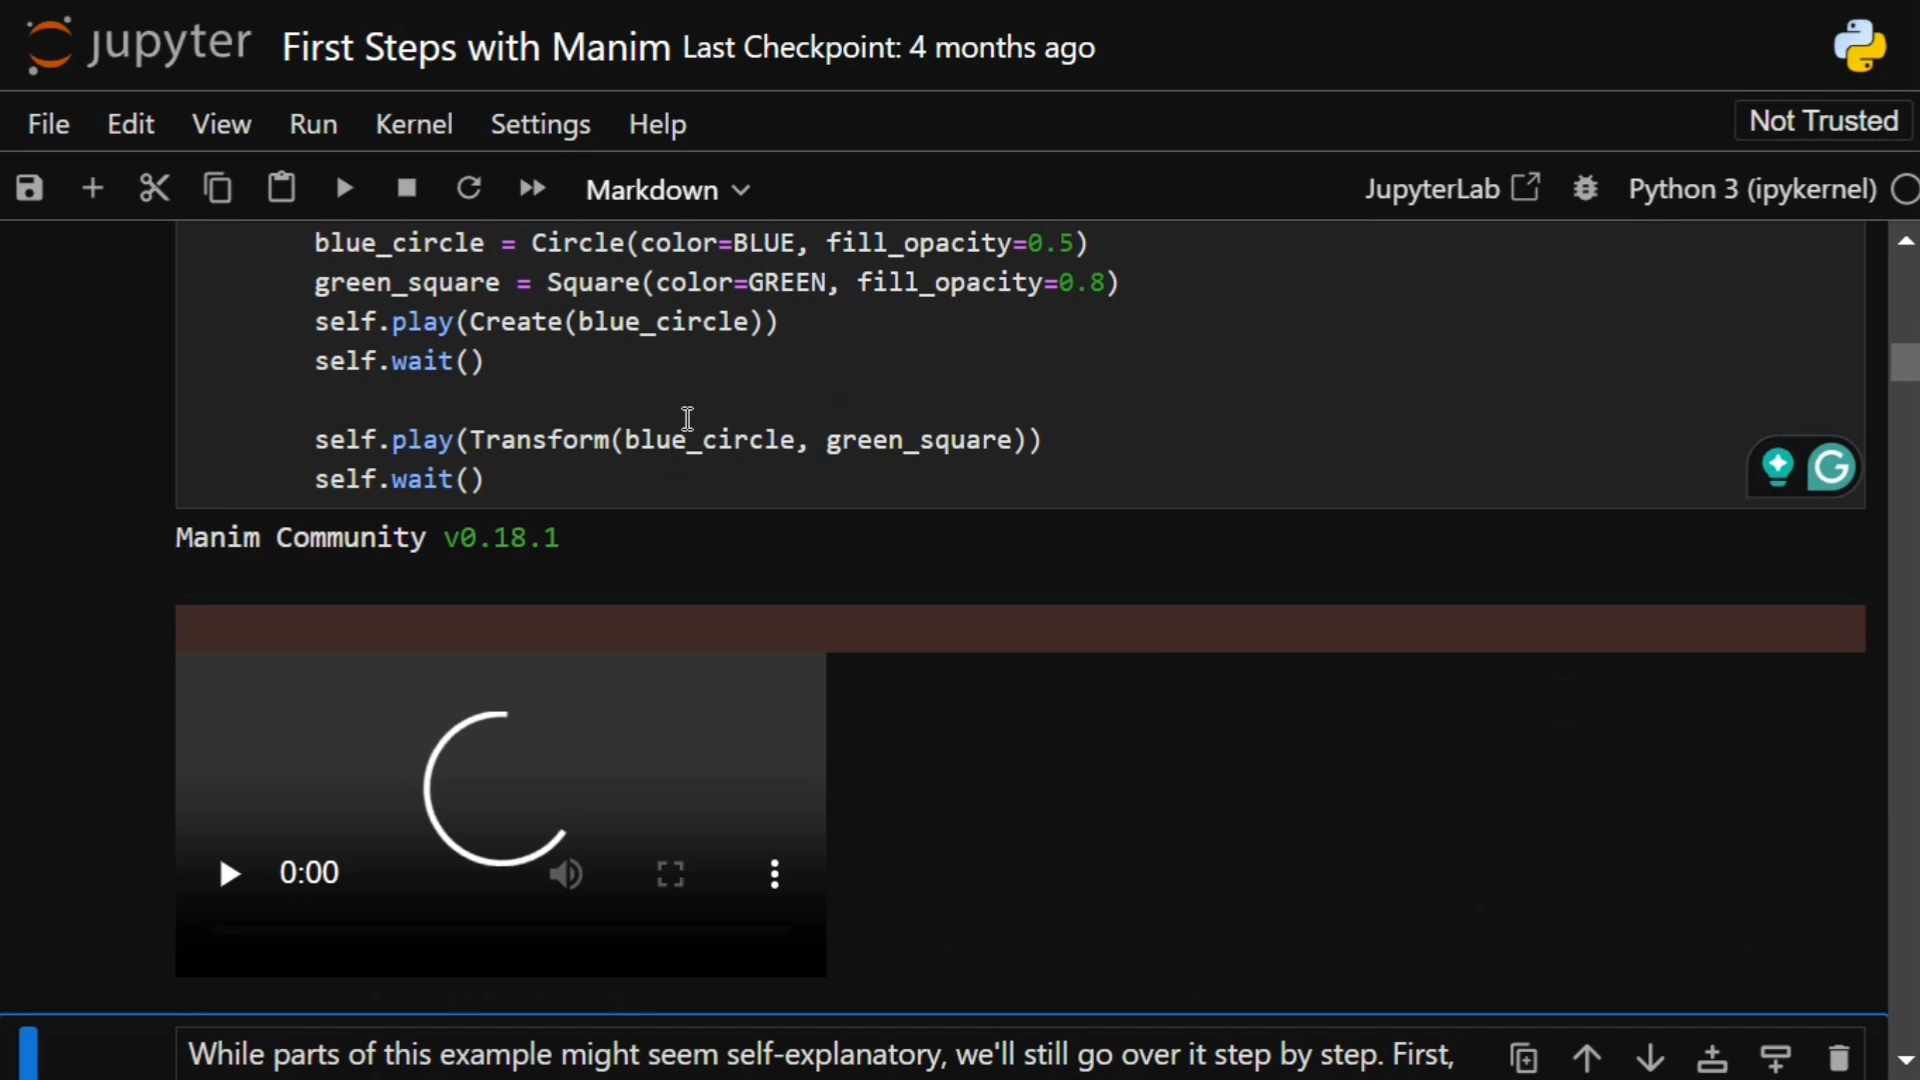 jupyter First Steps with Manim Last Checkpoint: 4 months ago
File Edit View Run Kernel Settings Help Not Trusted
Markdown JupyterLab Python 3 (ipykernel)
blue_circle = Circle(color=BLUE, fill_opacity=0.5)
green_square = Square(color=GREEN, fill_opacity=0.8)
self.play(Create(blue_circle))
self.wait()
self.play(Transform(blue_circle, green_square))
self.wait()
Manim Community v0.18.1
0:00
While parts of this example might seem self-explanatory, we'll still go over it step by step. First,